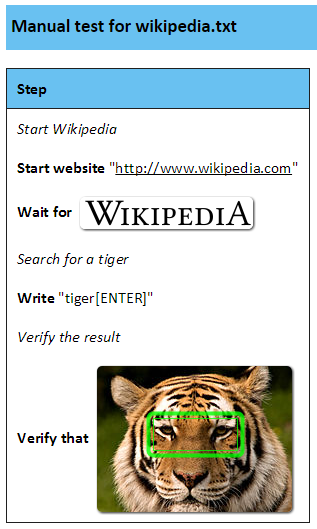 Manual test for wikipedia.txt
Step
Start Wikipedia
Start website "http://www.wikipedia.com"
Wait for WIKIPEDIA
Search for a tiger
Write "tiger[ENTER]"
Verify the result
Verify that